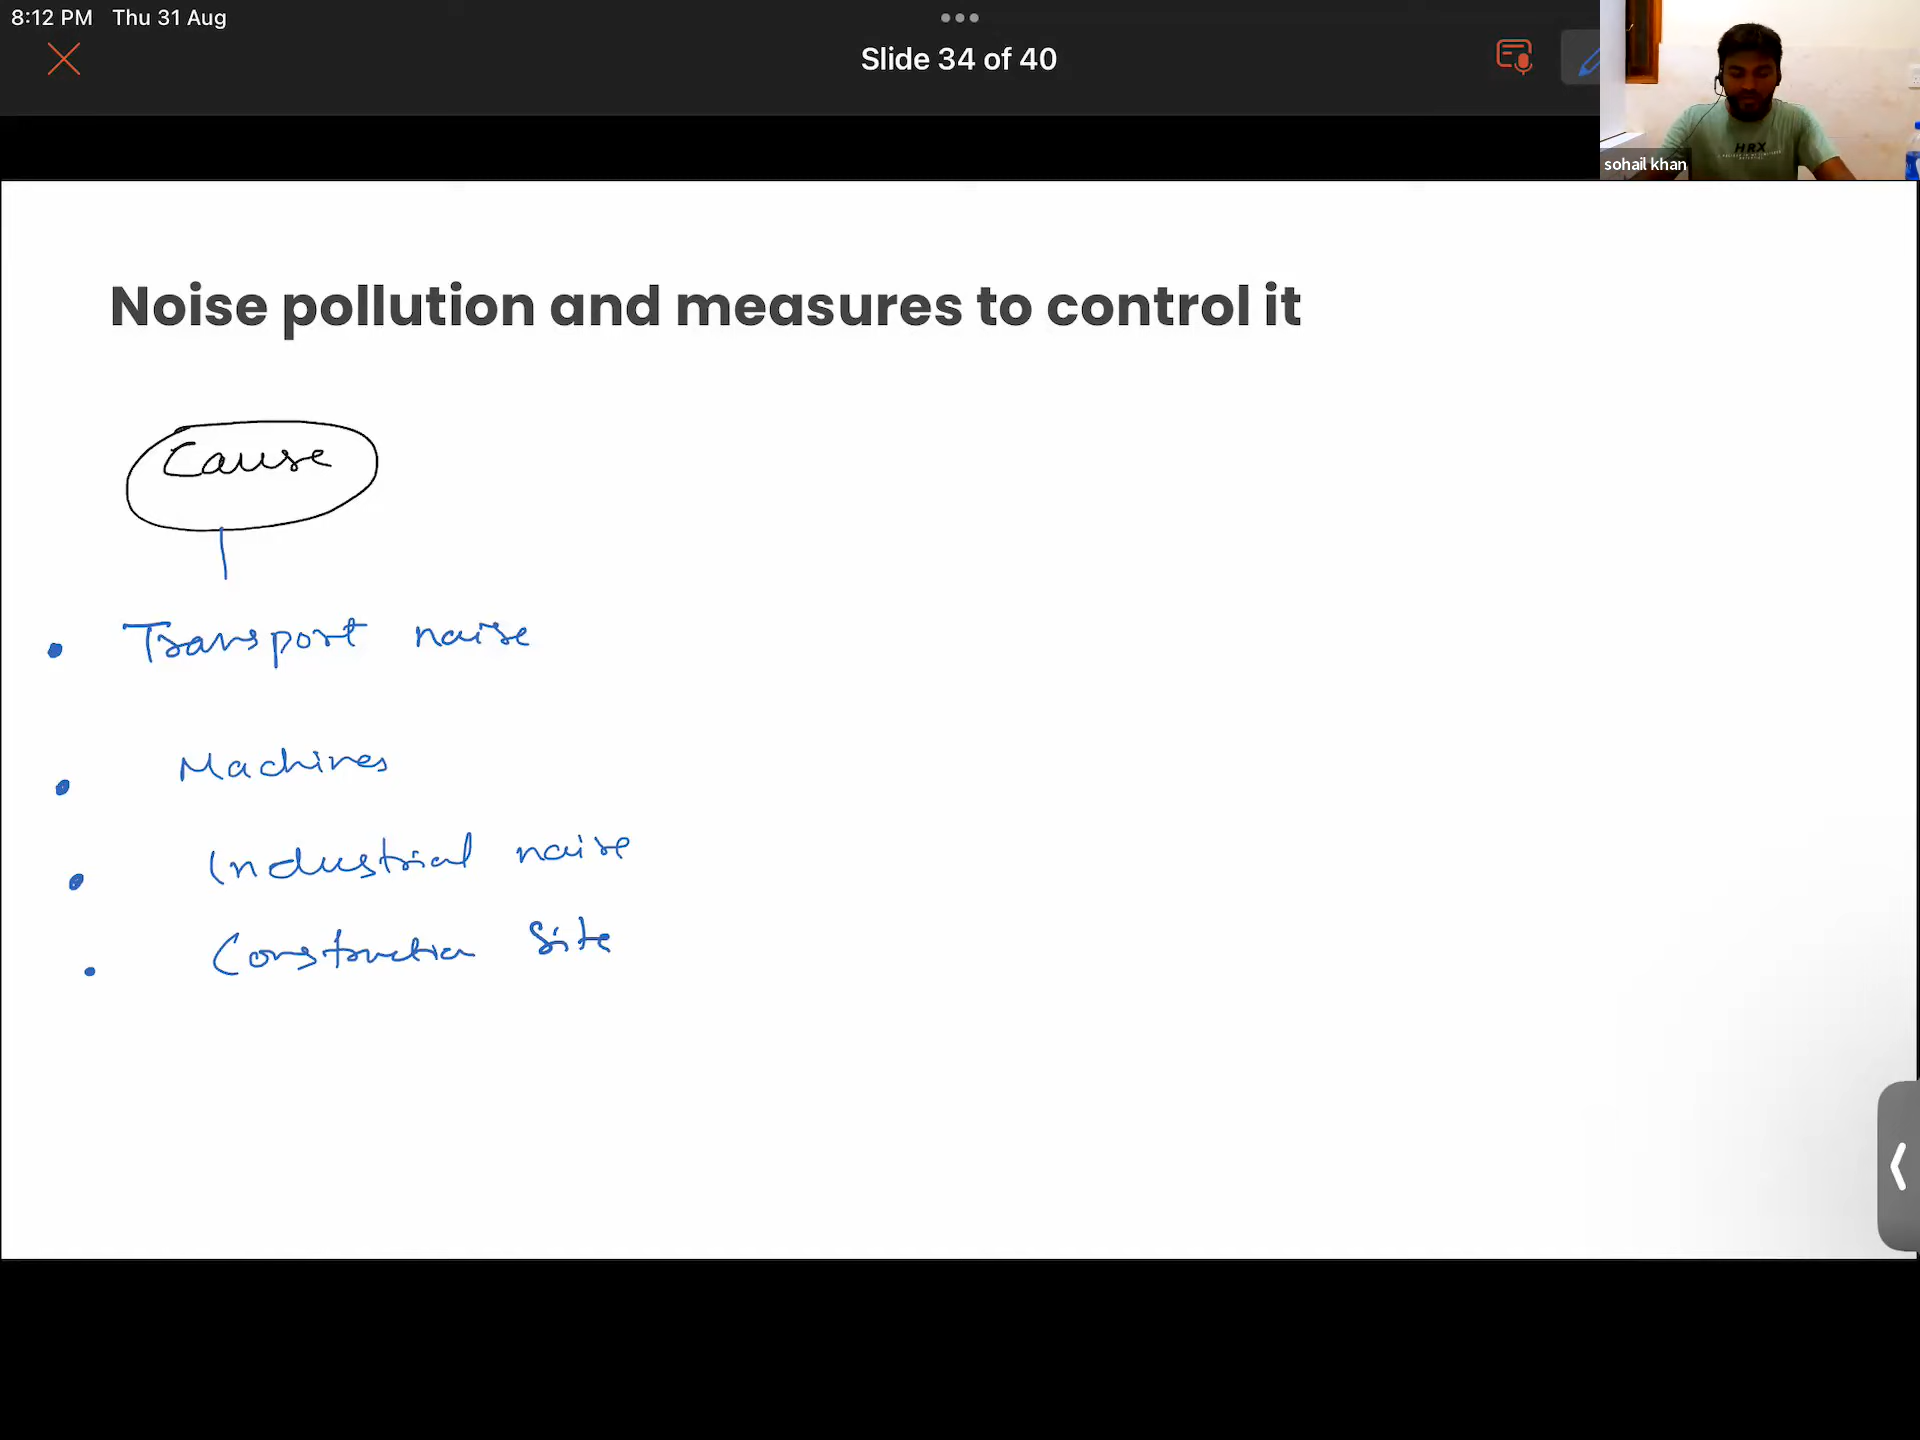 8:12 PM Thu 31 Aug
Slide 34 of 40
HRX
sohail khan
Noise pollution and measures to control it
Cause
Transport noise
Machines
Industrial noise
Construction Site